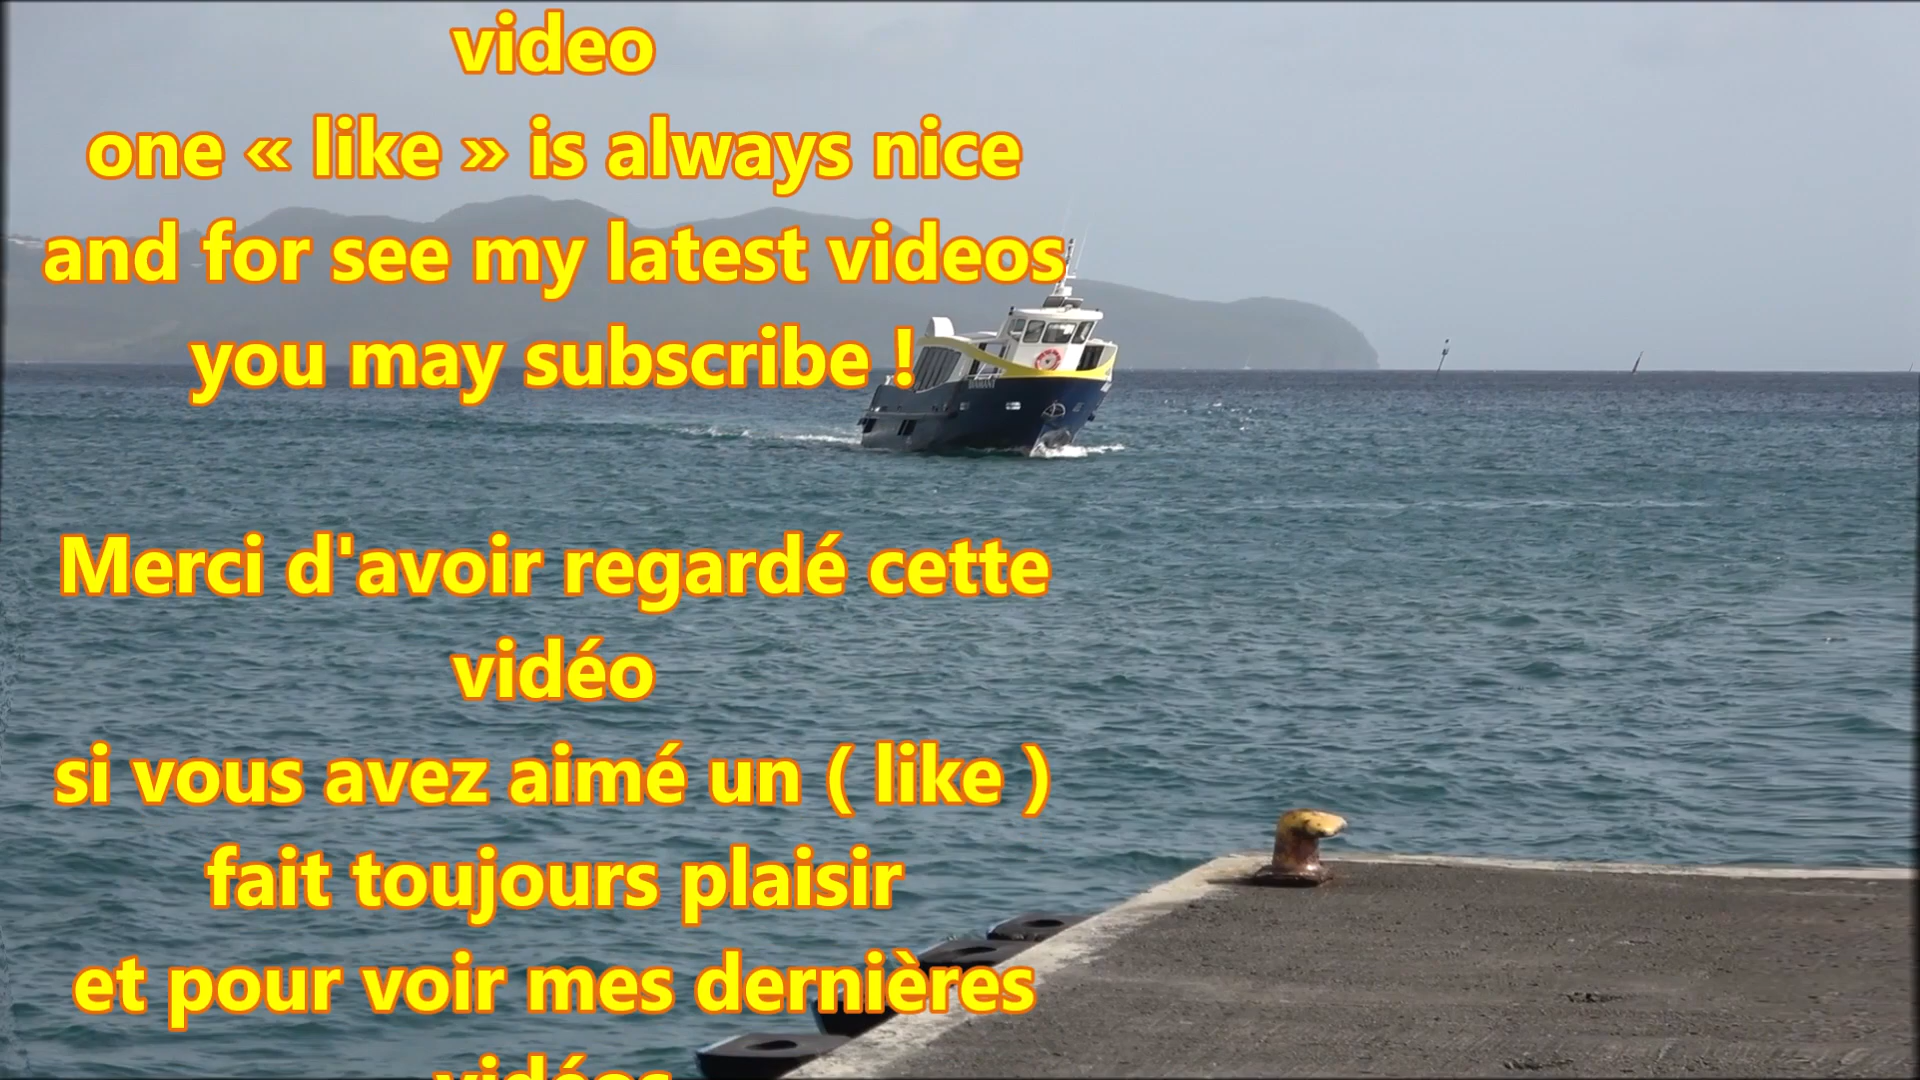 video
one « like » is always nice
and for see my latest videos
you may subscribe !
Merci d'avoir regardé cette
vidéo
si vous avez aimé un ( like )
fait toujours plaisir
et pour voir mes dernières
vidéos